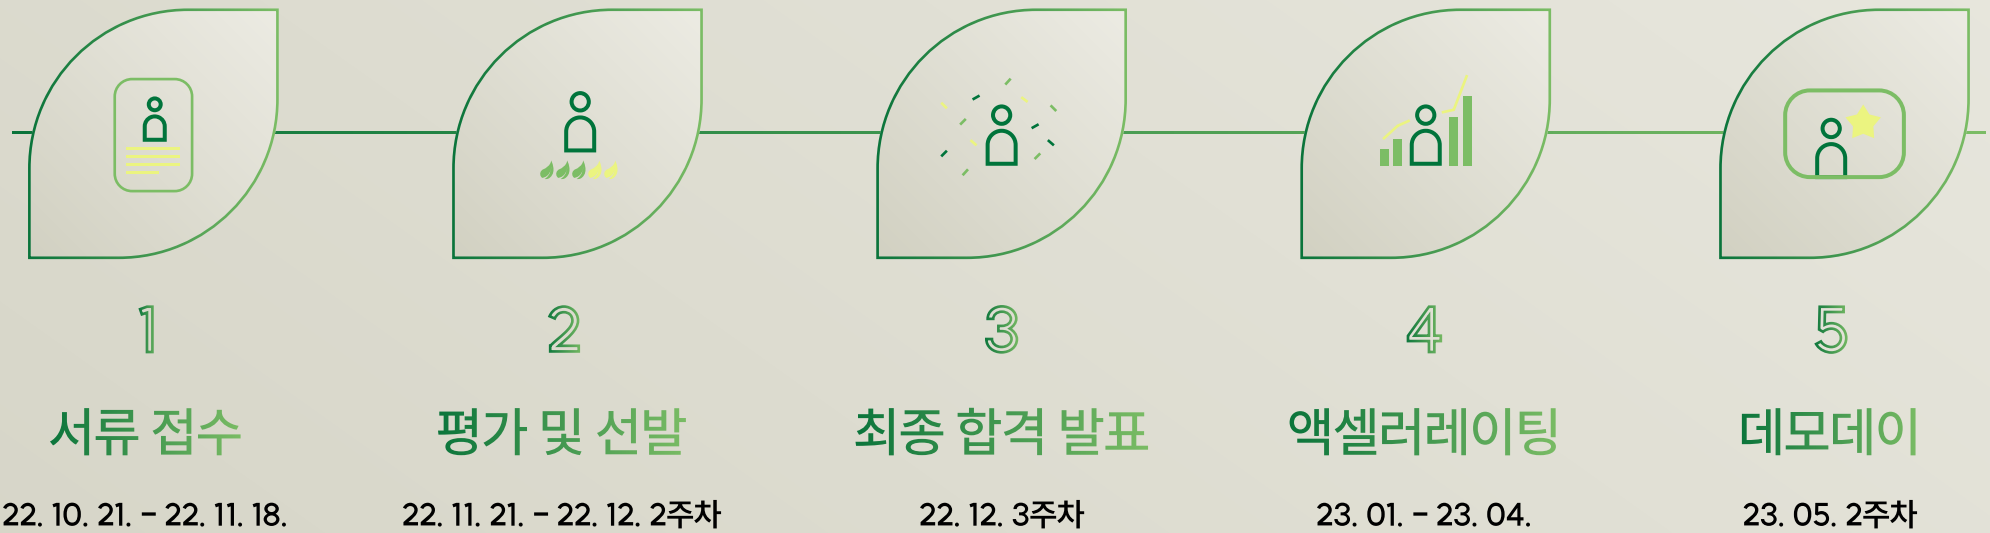 1
2
3
4
5
서류 접수
평가 및 선발
최종 합격 발표
액셀러레이팅
데모데이
22. 10. 21. - 22. 11. 18.
22. 11. 21. - 22. 12. 2주차
22. 12. 3주차
23. 01. - 23. 04.
23. 05. 2주차